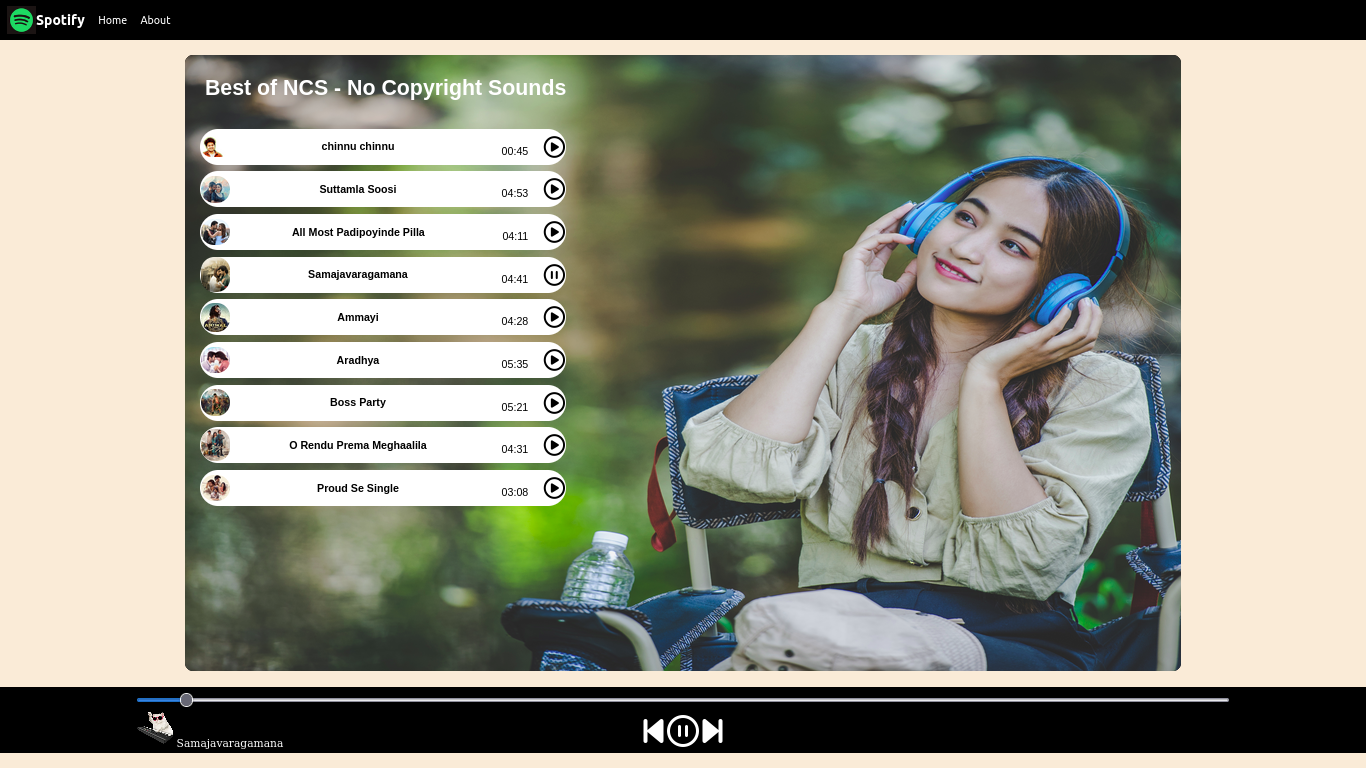 Spotify Home About
Best of NCS - No Copyright Sounds
chinnu chinnu 00:45
Suttamla Soosi 04:53
All Most Padipoyinde Pilla 04:11
Samajavaragamana 04:41
Ammayi 04:28
Aradhya 05:35
Boss Party 05:21
O Rendu Prema Meghaalila 04:31
Proud Se Single 03:08
Samajavaragamana